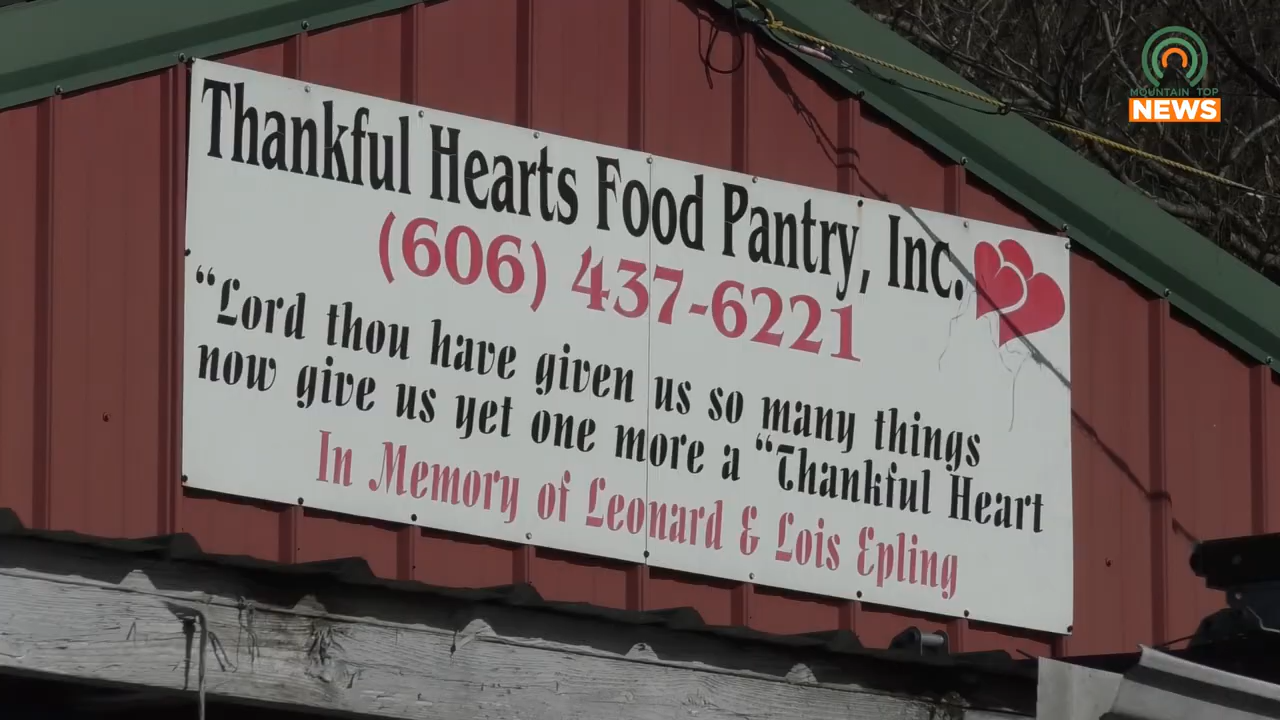 Thankful Hearts Food Pantry, Inc.
(606) 437-6221
“Lord thou have given us so many things
now give us yet one more a “Thankful Heart
In Memory of Leonard & Lois Epling
MOUNTAIN TOP
NEWS